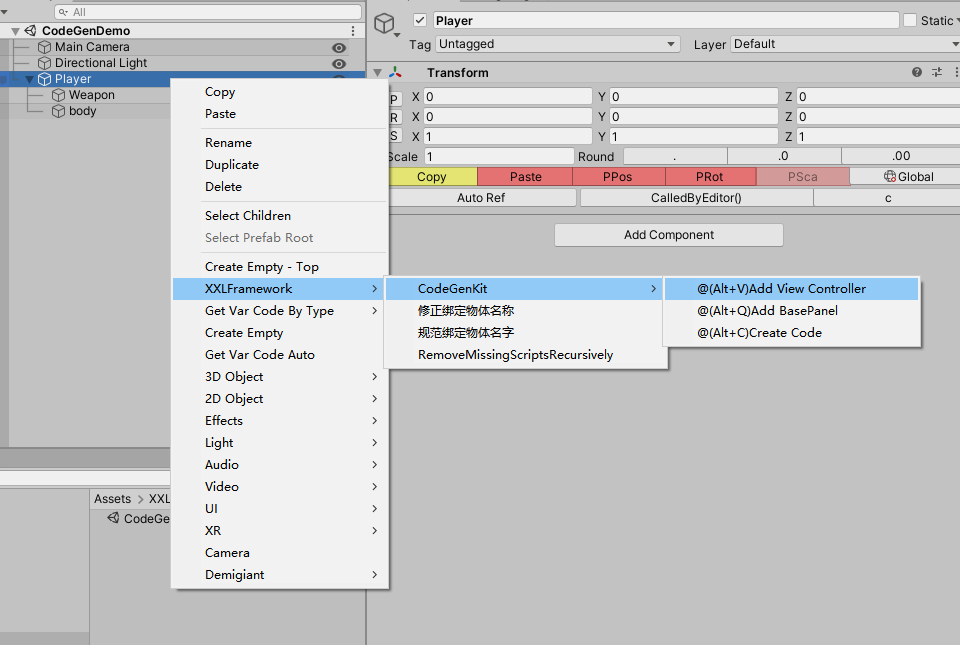 All
CodeGenDemo
Main Camera
Directional Light
Player
Weapon
body
Player
Static
Tag Untagged Layer Default
Transform
P X 0 Y 0 Z 0
R X 0 Y 0 Z 0
S X 1 Y 1 Z 1
Scale 1 Round . .0 .00
Copy Paste PPos PRot PSca Global
Auto Ref CalledByEditor() c
Add Component
Copy
Paste
Rename
Duplicate
Delete
Select Children
Select Prefab Root
Create Empty - Top
XXLFramework
Get Var Code By Type
Create Empty
Get Var Code Auto
3D Object
2D Object
Effects
Light
Audio
Video
UI
XR
Camera
Demigiant
CodeGenKit
修正绑定物体名称
规范绑定物体名字
RemoveMissingScriptsRecursively
@(Alt+V)Add View Controller
@(Alt+Q)Add BasePanel
@(Alt+C)Create Code
Assets > XXL
CodeGe